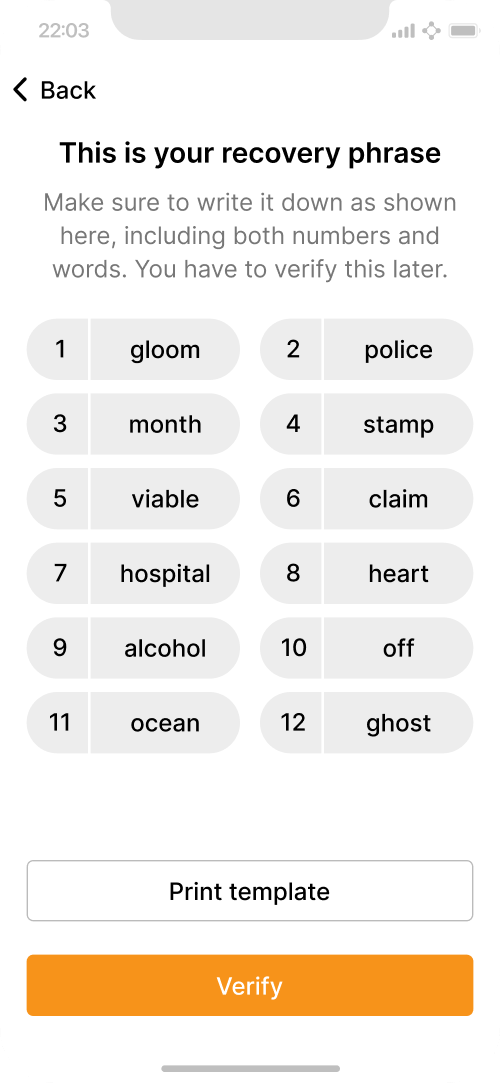 22:03
Back
This is your recovery phrase
Make sure to write it down as shown
here, including both numbers and
words. You have to verify this later.
1 gloom 2 police
3 month 4 stamp
5 viable 6 claim
7 hospital 8 heart
9 alcohol 10 off
11 ocean 12 ghost
Print template
Verify